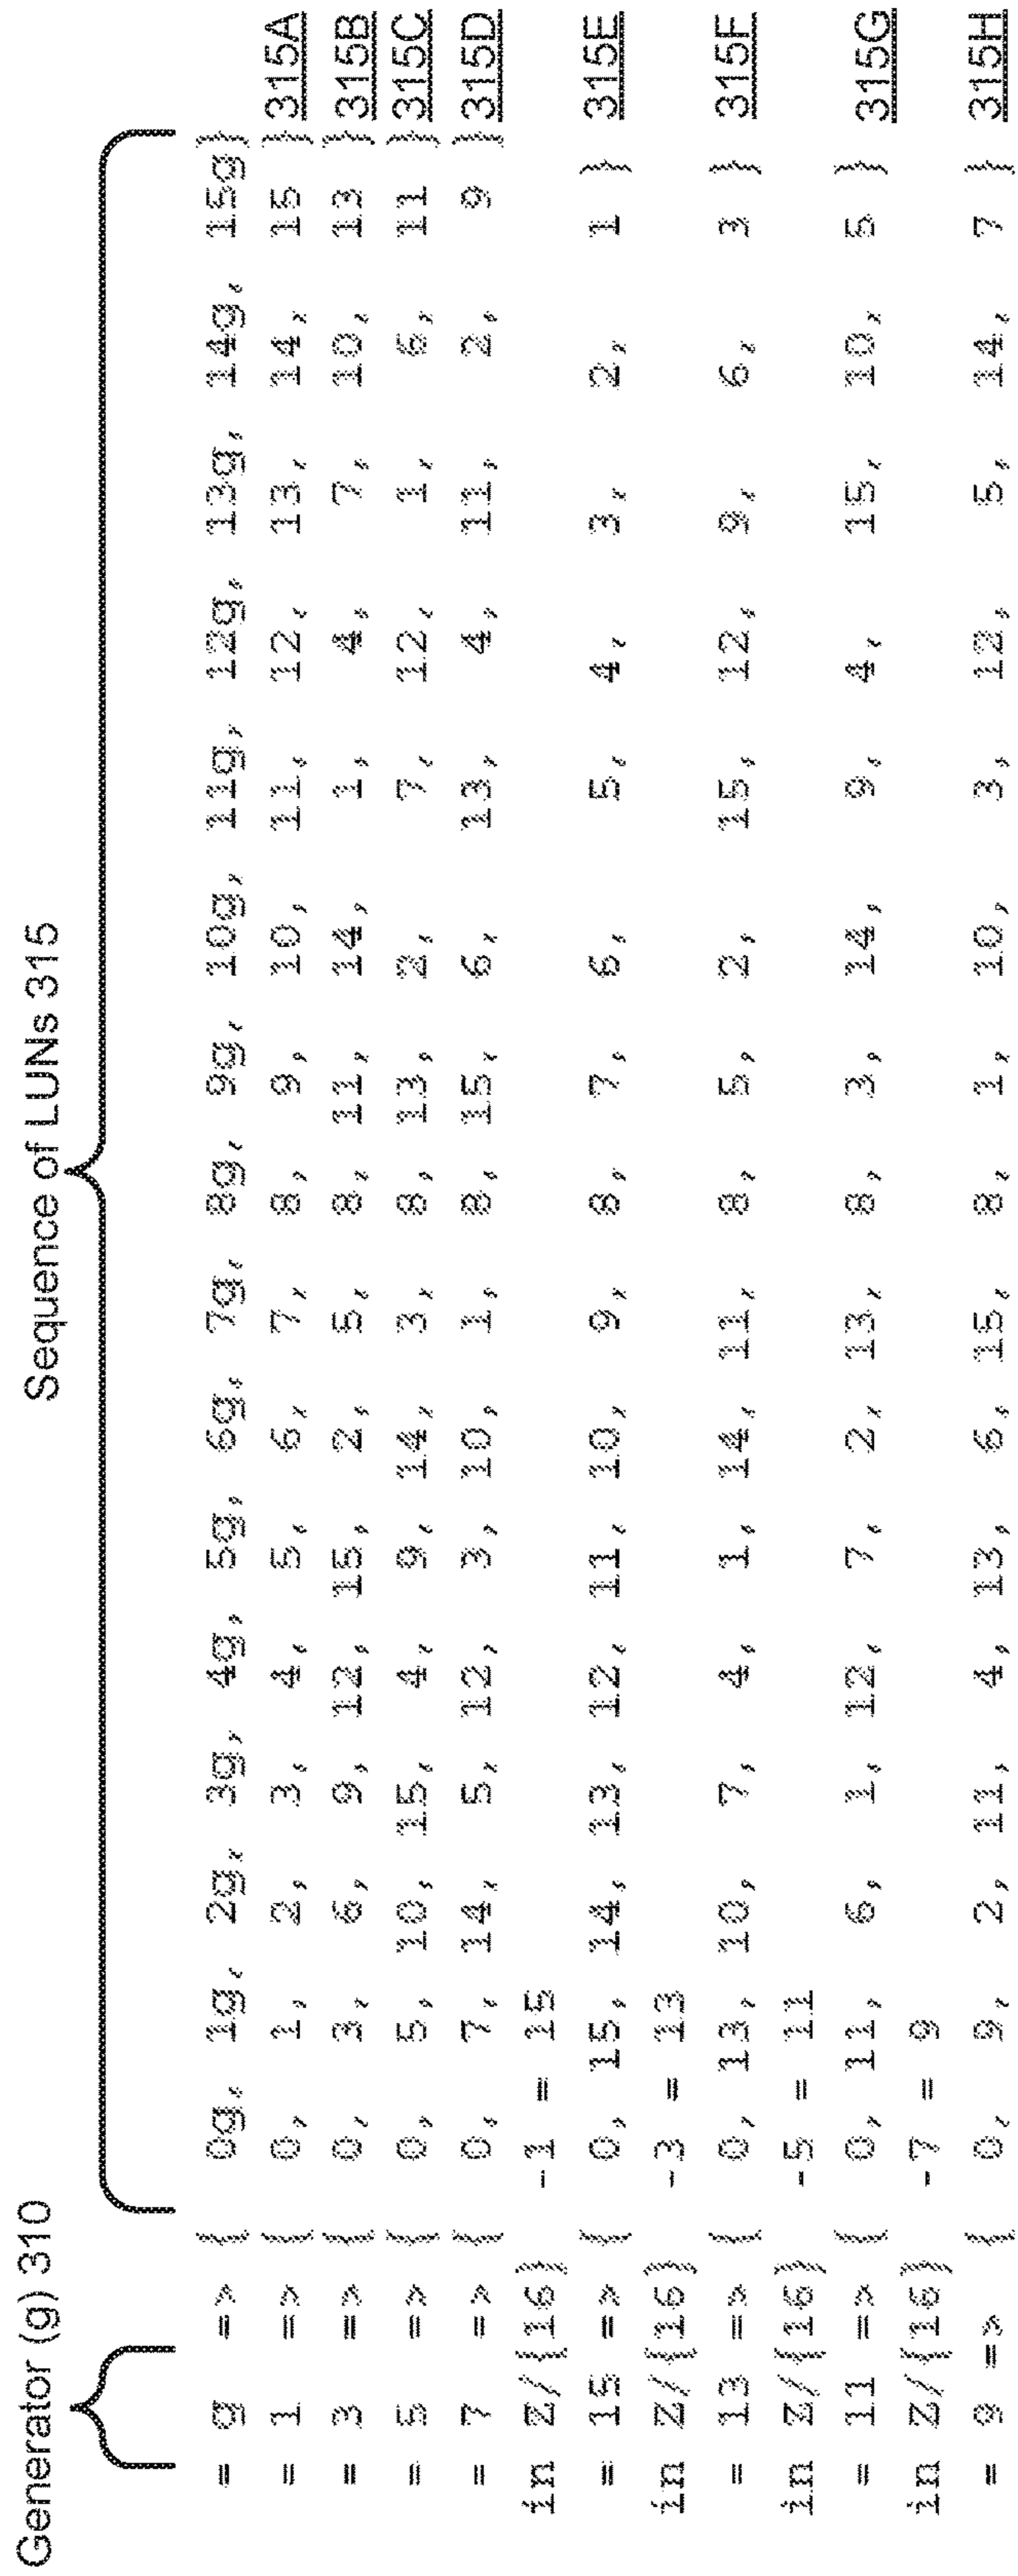 Generator (g) 310 Sequence of LUNs 315
= g => { 0g, 1g, 2g, 3g, 4g, 5g, 6g, 7g, 8g, 9g, 10g, 11g, 12g, 13g, 14g, 15g }
= 1 => { 0, 1, 2, 3, 4, 5, 6, 7, 8, 9, 10, 11, 12, 13, 14, 15 } 315A
= 3 => { 0, 3, 6, 9, 12, 15, 2, 5, 8, 11, 14, 1, 4, 7, 10, 13 } 315B
= 5 => { 0, 5, 10, 15, 4, 9, 14, 3, 8, 13, 2, 7, 12, 1, 6, 11 } 315C
= 7 => { 0, 7, 14, 5, 12, 3, 10, 1, 8, 15, 6, 13, 4, 11, 2, 9 } 315D
in Z/{16} -1 = 15
= 15 => { 0, 15, 14, 13, 12, 11, 10, 9, 8, 7, 6, 5, 4, 3, 2, 1 } 315E
in Z/{16} -3 = 13
= 13 => { 0, 13, 10, 7, 4, 1, 14, 11, 8, 5, 2, 15, 12, 9, 6, 3 } 315F
in Z/{16} -5 = 11
= 11 => { 0, 11, 6, 1, 12, 7, 2, 13, 8, 3, 14, 9, 4, 15, 10, 5 } 315G
in Z/{16} -7 = 9
= 9 => { 0, 9, 2, 11, 4, 13, 6, 15, 8, 1, 10, 3, 12, 5, 14, 7 } 315H